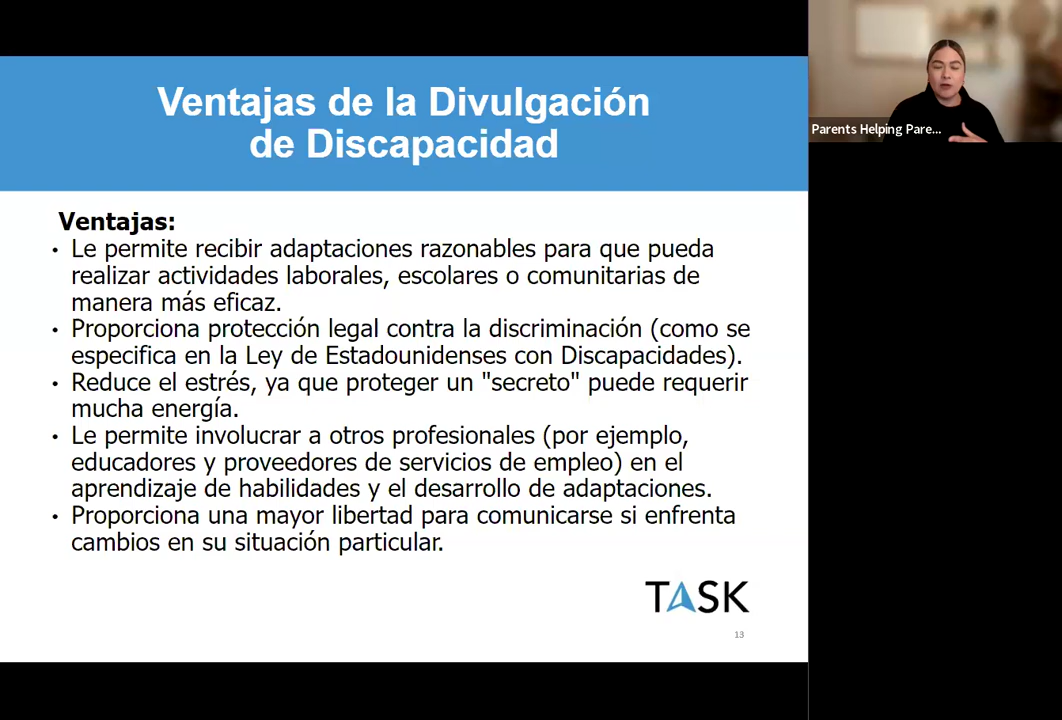 Ventajas de la Divulgación
de Discapacidad
Ventajas:
• Le permite recibir adaptaciones razonables para que pueda
realizar actividades laborales, escolares o comunitarias de
manera más eficaz.
• Proporciona protección legal contra la discriminación (como se
especifica en la Ley de Estadounidenses con Discapacidades).
• Reduce el estrés, ya que proteger un "secreto" puede requerir
mucha energía.
• Le permite involucrar a otros profesionales (por ejemplo,
educadores y proveedores de servicios de empleo) en el
aprendizaje de habilidades y el desarrollo de adaptaciones.
• Proporciona una mayor libertad para comunicarse si enfrenta
cambios en su situación particular.
TASK
13
Parents Helping Pare...